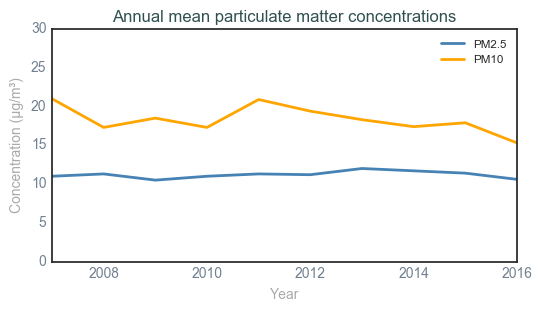 Annual mean particulate matter concentrations
30
25
20
15
10
5
0
Concentration (µg/m³)
PM2.5
PM10
2008 2010 2012 2014 2016
Year